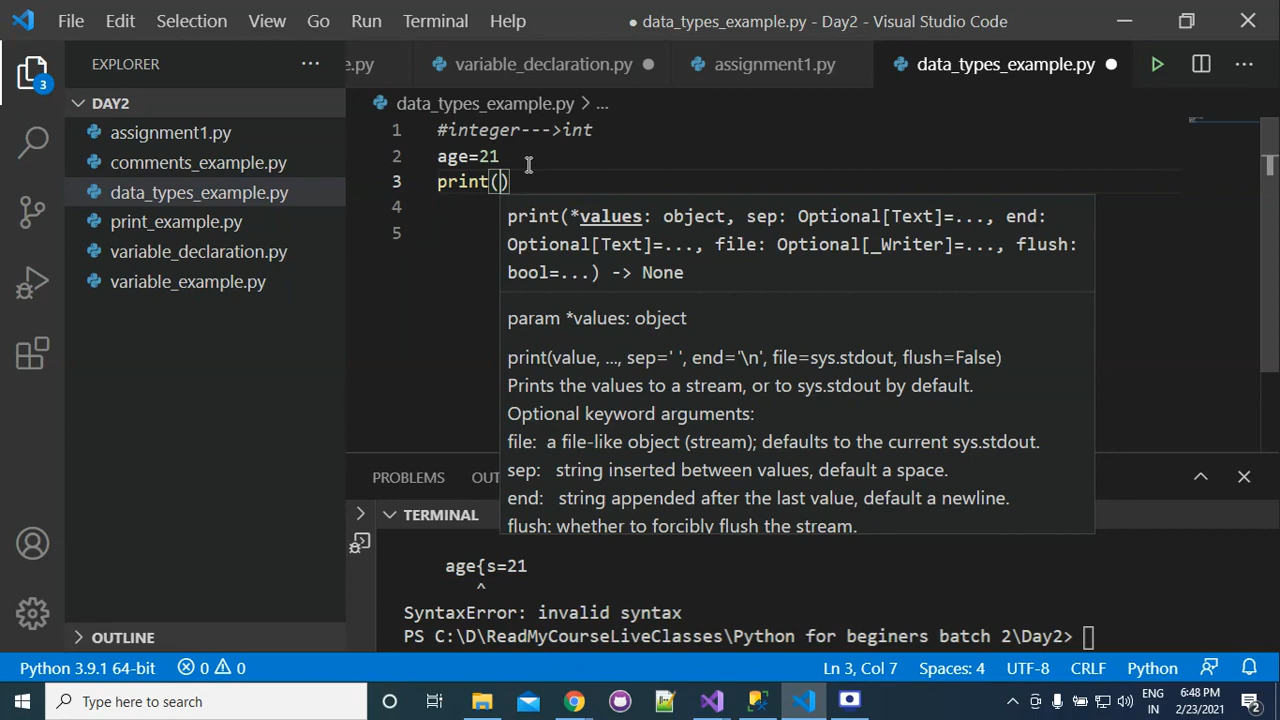 File Edit Selection View Go Run Terminal Help ● data_types_example.py - Day2 - Visual Studio Code
EXPLORER ... e.py variable_declaration.py assignment1.py data_types_example.py ...
3
DAY2
assignment1.py
comments_example.py
data_types_example.py
print_example.py
variable_declaration.py
variable_example.py
OUTLINE
data_types_example.py > ...
1 #integer--->int
2 age=21
3 print()
4
5
print(*values: object, sep: Optional[Text]=..., end:
Optional[Text]=..., file: Optional[_Writer]=..., flush:
bool=...) -> None
param *values: object
print(value, ..., sep=' ', end='\n', file=sys.stdout, flush=False)
Prints the values to a stream, or to sys.stdout by default.
Optional keyword arguments:
file: a file-like object (stream); defaults to the current sys.stdout.
sep: string inserted between values, default a space.
end: string appended after the last value, default a newline.
flush: whether to forcibly flush the stream.
PROBLEMS OUT
TERMINAL
age{s=21
^
SyntaxError: invalid syntax
PS C:\D\ReadMyCourseLiveClasses\Python for beginers batch 2\Day2>
Python 3.9.1 64-bit 0 0 Ln 3, Col 7 Spaces: 4 UTF-8 CRLF Python
Type here to search
ENG
IN
6:48 PM
2/23/2021
2